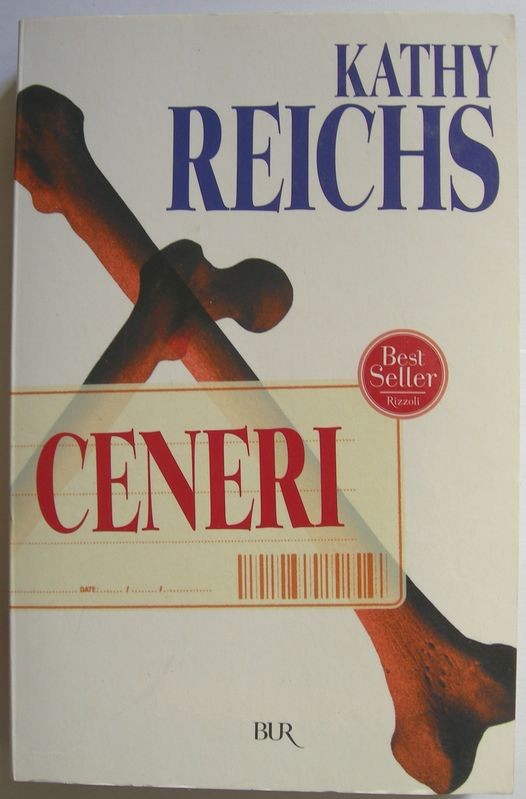 KATHY
REICHS
Best
Seller
Rizzoli
CENERI
DATE:....... / ......... /...............
BUR